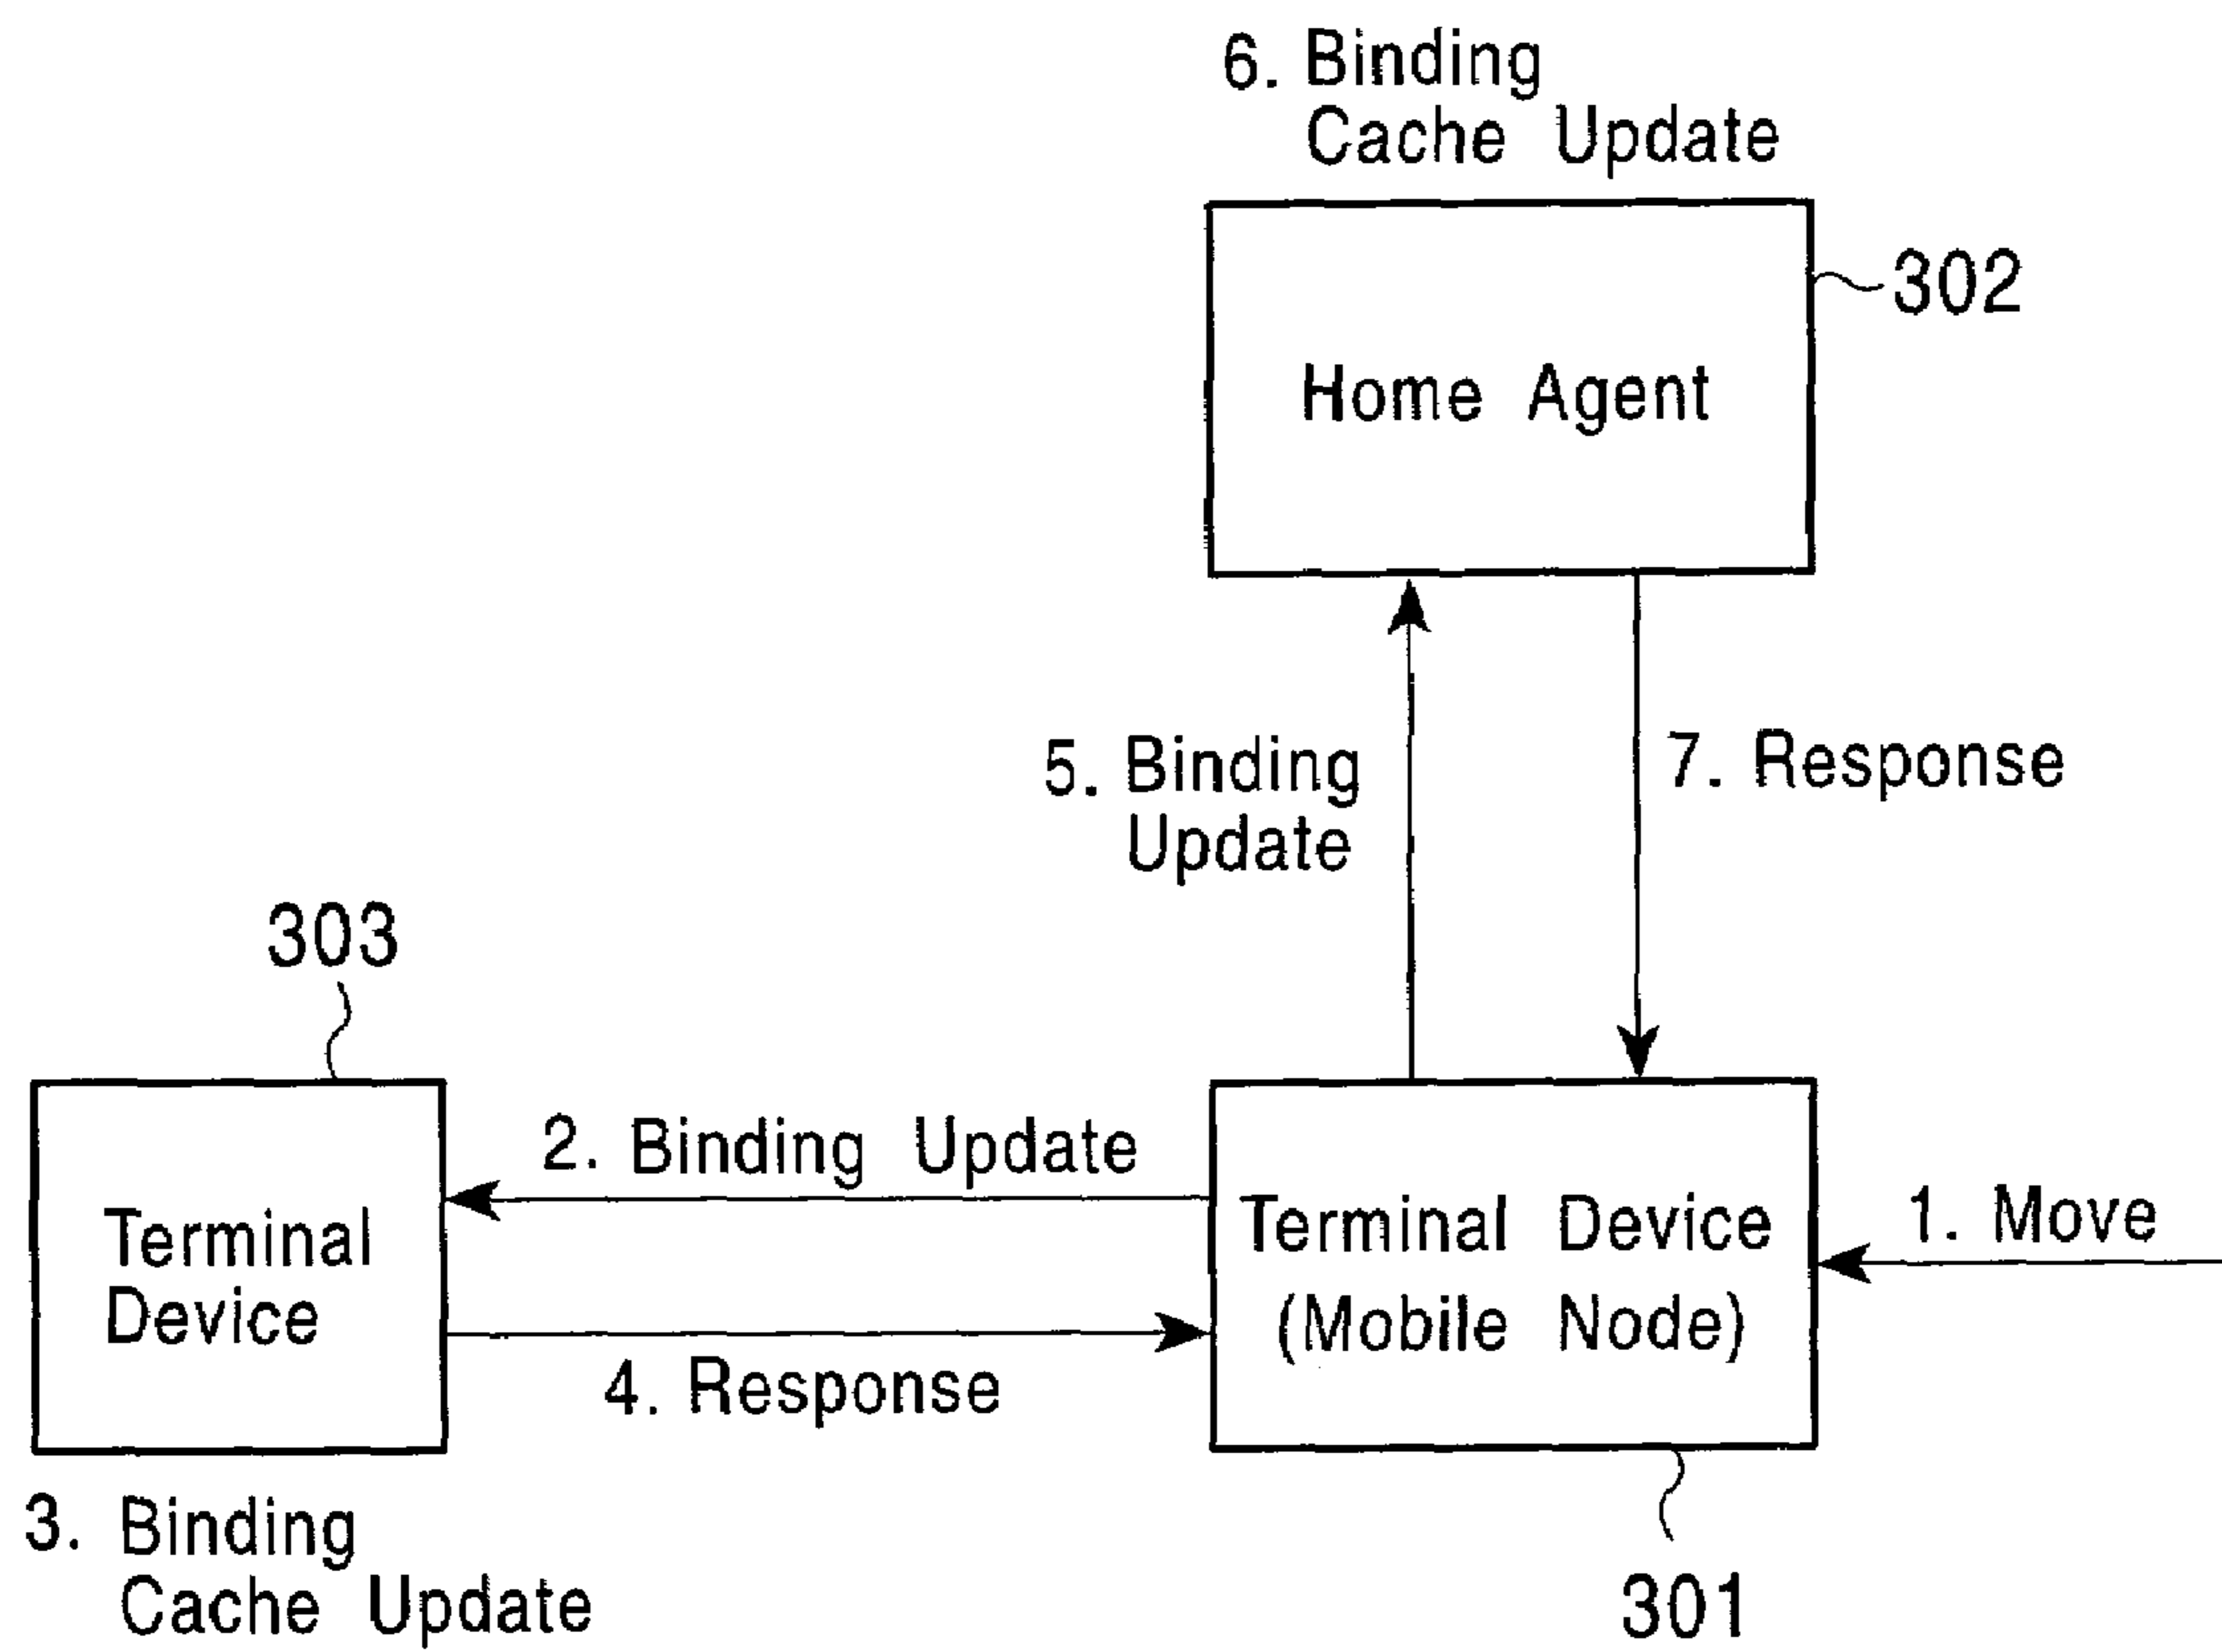 6. Binding
Cache Update
302
Home Agent
5. Binding
Update
7. Response
303
2. Binding Update
Terminal
Device
Terminal Device
(Mobile Node)
1. Move
4. Response
3. Binding
Cache Update
301